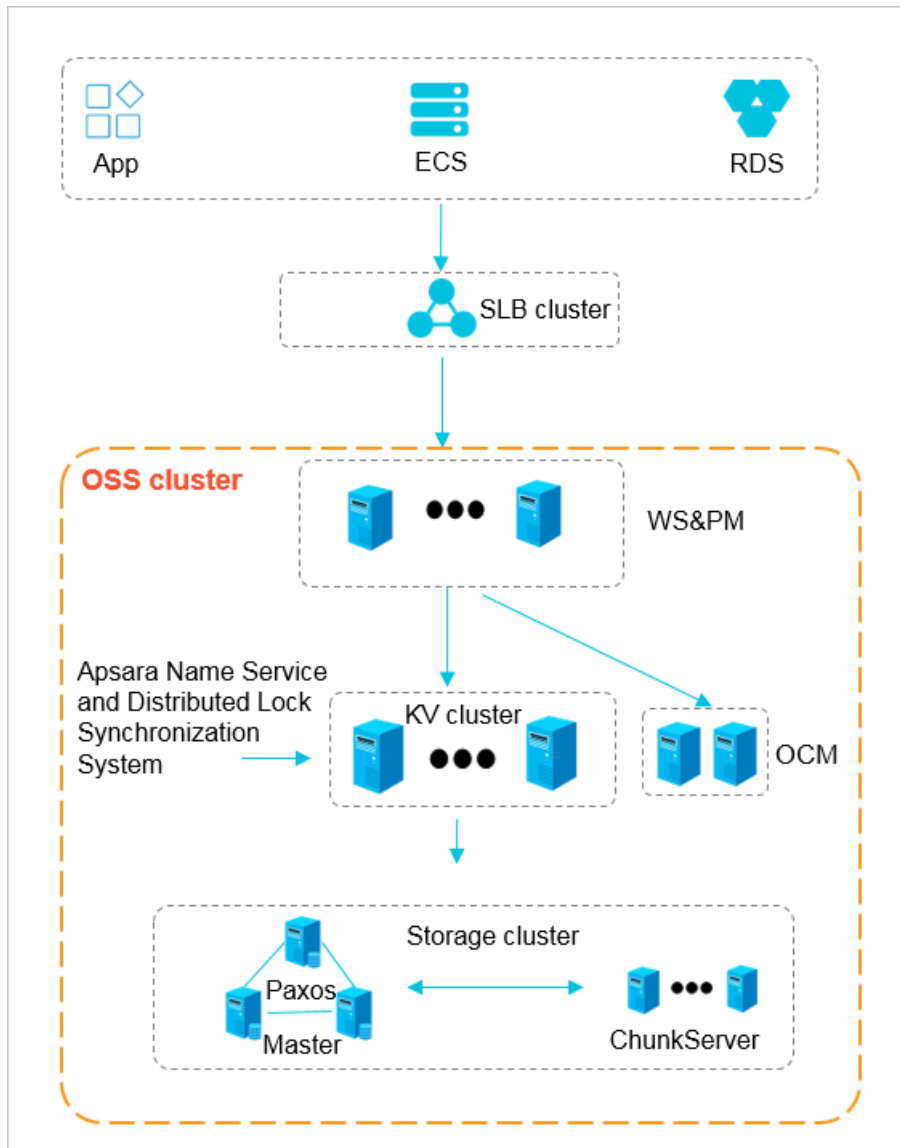 App
ECS
RDS
SLB cluster
OSS cluster
WS&PM
Apsara Name Service
and Distributed Lock
Synchronization
System
KV cluster
OCM
Storage cluster
Paxos
Master
ChunkServer